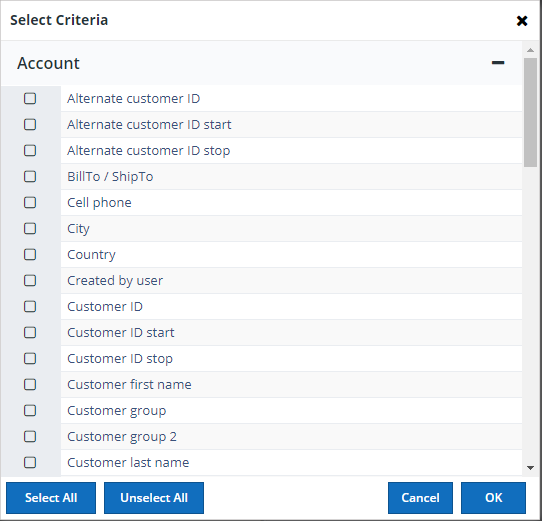 Select Criteria
Account
Alternate customer ID
Alternate customer ID start
Alternate customer ID stop
BillTo / ShipTo
Cell phone
City
Country
Created by user
Customer ID
Customer ID start
Customer ID stop
Customer first name
Customer group
Customer group 2
Customer last name
Select All Unselect All Cancel OK